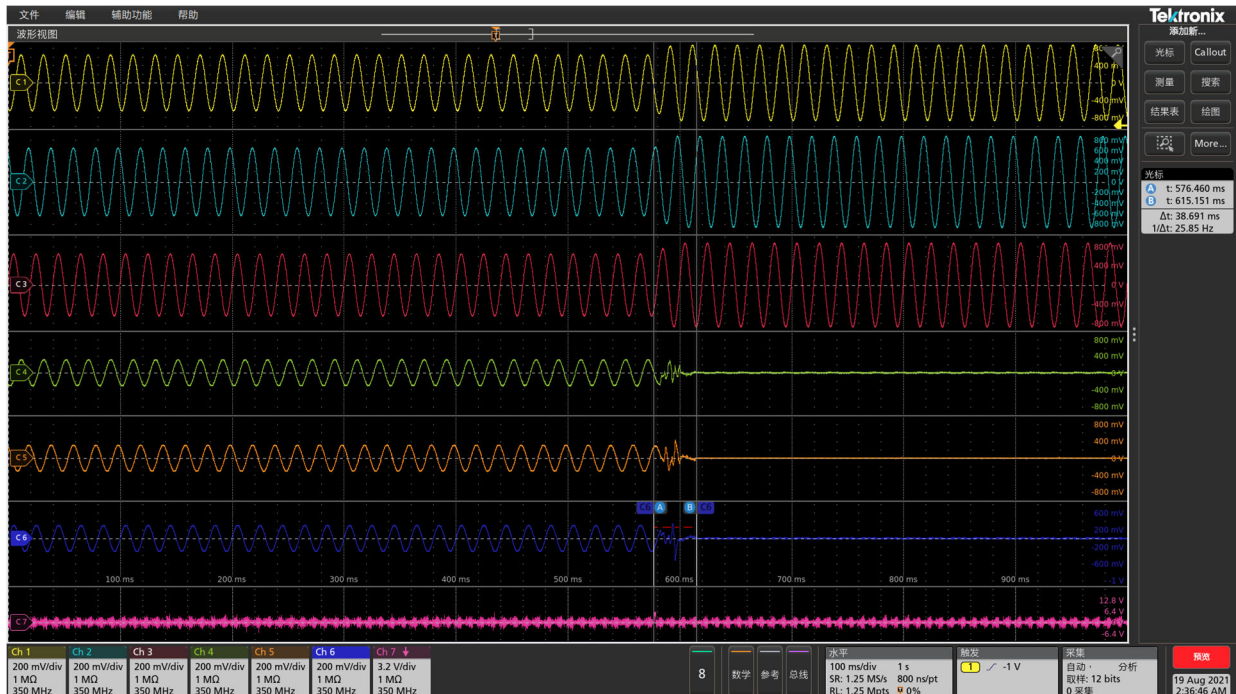 文件 编辑 辅助功能 帮助
Tektronix
波形视图
添加新...
光标 Callout
测量 搜索
结果表 绘图
More...
光标
A t: 576.460 ms
B t: 615.151 ms
Δt: 38.691 ms
1/Δt: 25.85 Hz
C1
400 m
0 V
-400 mV
-800 mV
C2
800 mV
600 mV
400 mV
200 mV
0 V
-200 mV
-400 mV
-600 mV
-800 mV
C3
800 mV
400 mV
0 V
-400 mV
-800 mV
C4
800 mV
400 mV
0 V
-400 mV
-800 mV
C5
800 mV
400 mV
0 V
-400 mV
-800 mV
C6 A B C6
C6
600 mV
200 mV
-200 mV
-600 mV
-1 V
100 ms 200 ms 300 ms 400 ms 500 ms 600 ms 700 ms 800 ms 900 ms
C7
12.8 V
6.4 V
-6.4 V
Ch 1 Ch 2 Ch 3 Ch 4 Ch 5 Ch 6 Ch 7
200 mV/div 200 mV/div 200 mV/div 200 mV/div 200 mV/div 200 mV/div 3.2 V/div
1 MΩ 1 MΩ 1 MΩ 1 MΩ 1 MΩ 1 MΩ 1 MΩ
350 MHz 350 MHz 350 MHz 350 MHz 350 MHz 350 MHz 350 MHz
8 数学 参考 总线
水平
100 ms/div 1 s
SR: 1.25 MS/s 800 ns/pt
RL: 1.25 Mpts 0%
触发
1 -1 V
采集
自动, 分析
取样: 12 bits
0 采集
预览
19 Aug 2021
2:36:46 AM